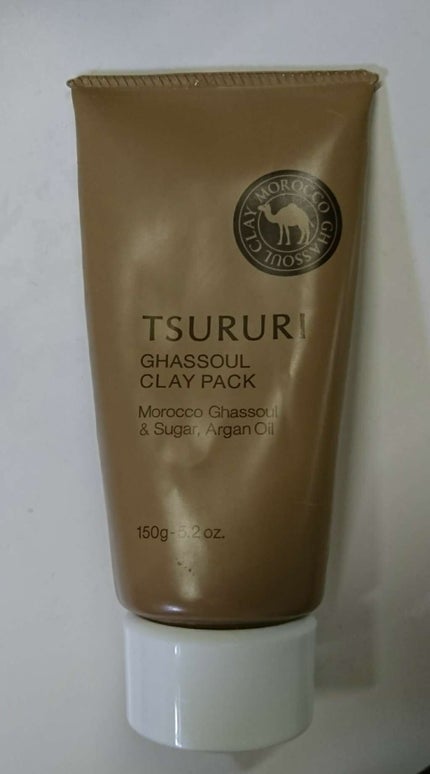 MOROCCO GHASSOUL CLAY
TSURURI
GHASSOUL
CLAY PACK
Morocco Ghassoul
& Sugar, Argan Oil
150g-5.2 oz.